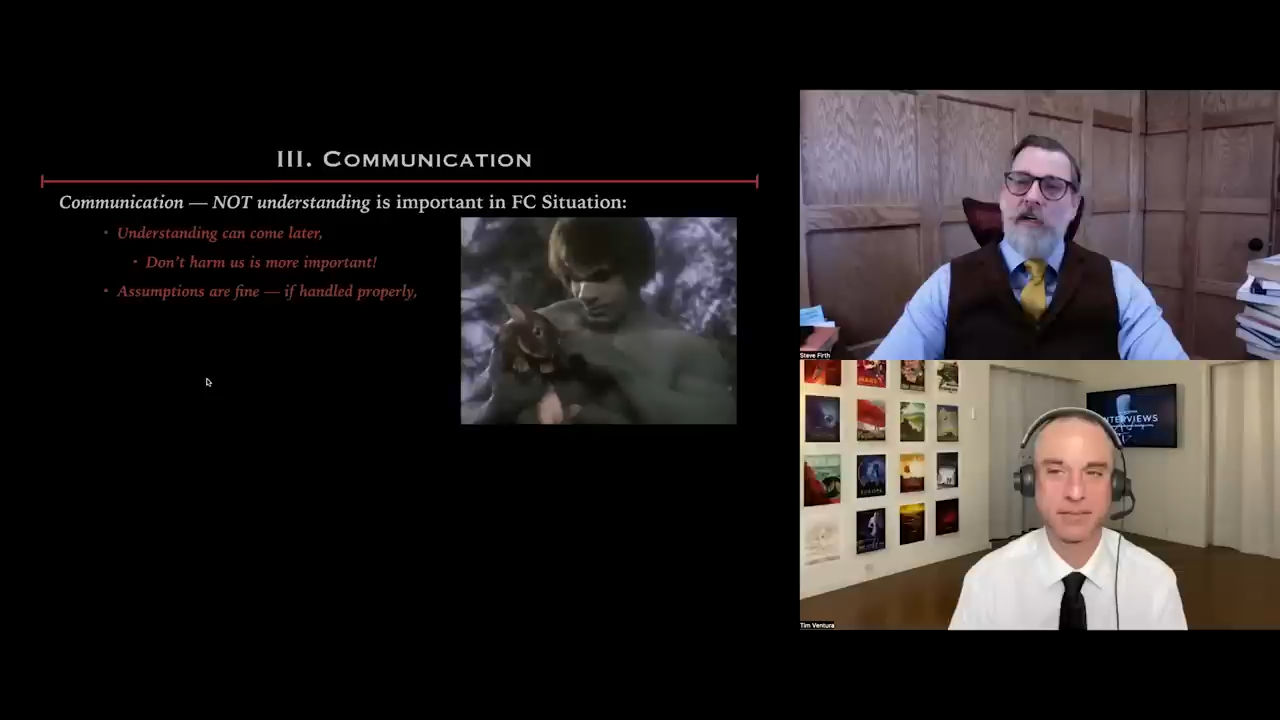 III. COMMUNICATION
Communication — NOT understanding is important in FC Situation:
• Understanding can come later,
• Don't harm us is more important!
• Assumptions are fine — if handled properly,
Steve Firth
INTERVIEWS
Tim Ventura